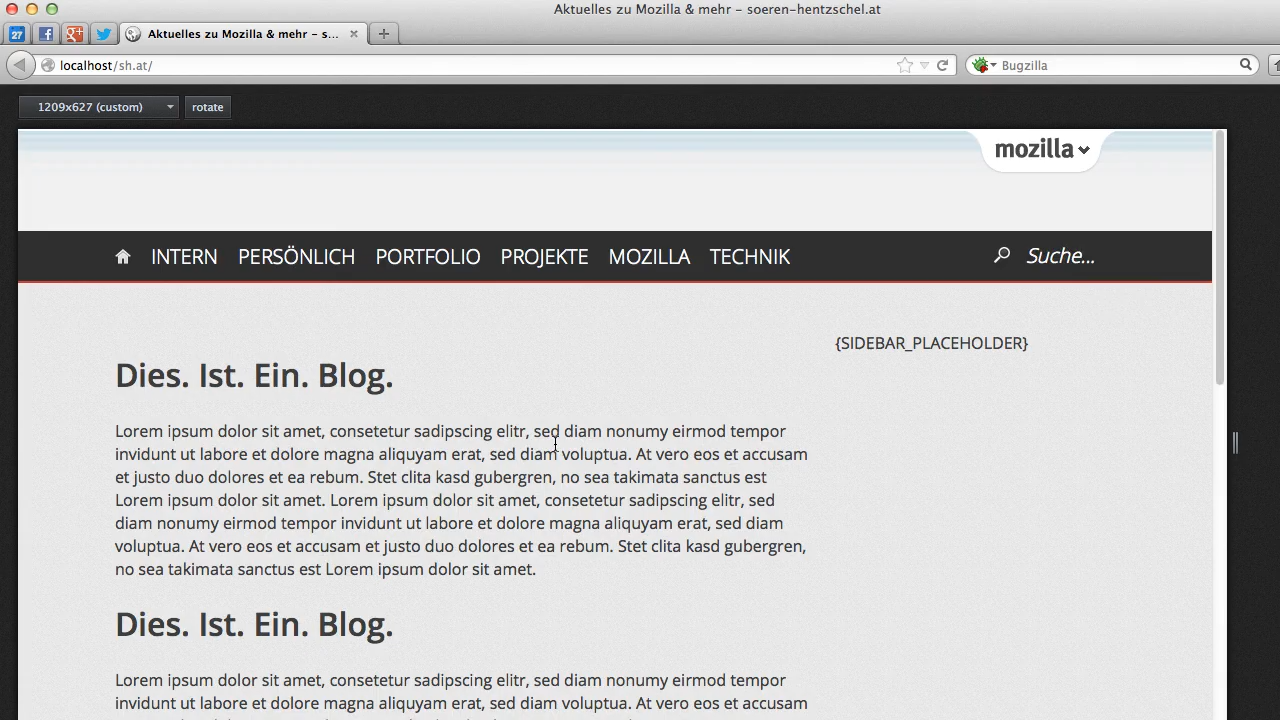 Aktuelles zu Mozilla & mehr – soeren-hentzschel.at
27
Aktuelles zu Mozilla & mehr – s...
localhost/sh.at/
Bugzilla
1209x627 (custom)
rotate
mozilla
INTERN PERSÖNLICH PORTFOLIO PROJEKTE MOZILLA TECHNIK
Suche...
{SIDEBAR_PLACEHOLDER}
Dies. Ist. Ein. Blog.
Lorem ipsum dolor sit amet, consetetur sadipscing elitr, sed diam nonumy eirmod tempor
invidunt ut labore et dolore magna aliquyam erat, sed diam voluptua. At vero eos et accusam
et justo duo dolores et ea rebum. Stet clita kasd gubergren, no sea takimata sanctus est
Lorem ipsum dolor sit amet. Lorem ipsum dolor sit amet, consetetur sadipscing elitr, sed
diam nonumy eirmod tempor invidunt ut labore et dolore magna aliquyam erat, sed diam
voluptua. At vero eos et accusam et justo duo dolores et ea rebum. Stet clita kasd gubergren,
no sea takimata sanctus est Lorem ipsum dolor sit amet.
Dies. Ist. Ein. Blog.
Lorem ipsum dolor sit amet, consetetur sadipscing elitr, sed diam nonumy eirmod tempor
invidunt ut labore et dolore magna aliquyam erat, sed diam voluptua. At vero eos et accusam